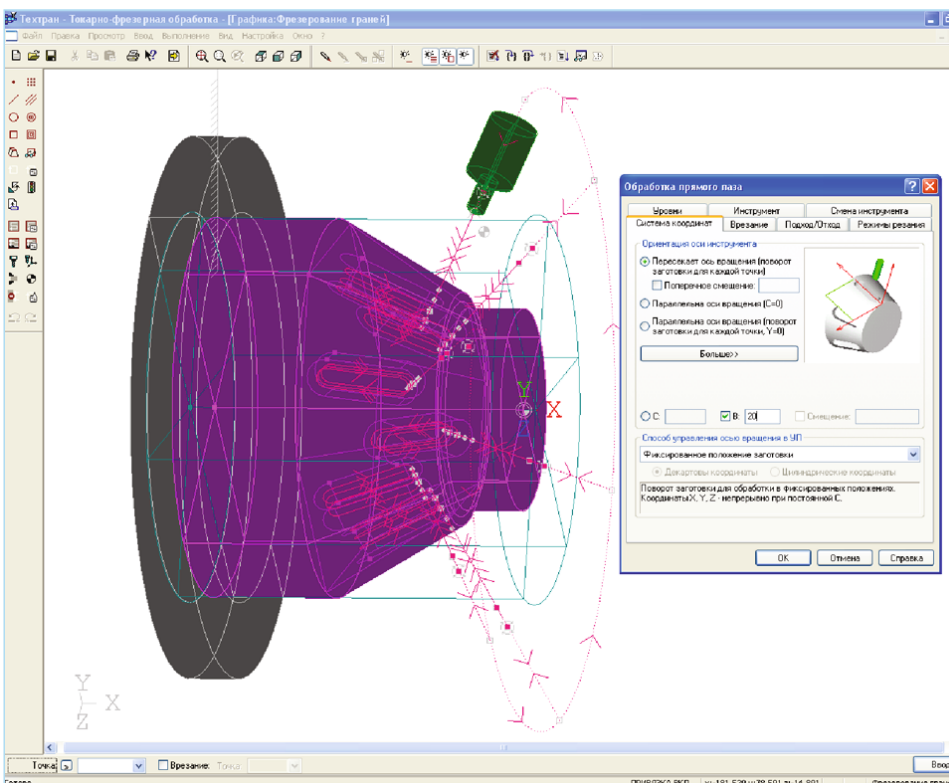 Техтран - Товарно-фрезерная обработка - [Графика:Фрезерование граней]
Файл Правка Просмотр Ввод Выполнение Вид Настройка Окно ?
Обработка прямого паза
Уровни Инструмент Смена инструмента
Система координат Врезание Подход/Отход Режимы резания
Ориентация оси инструмента
Пересекает ось вращения (поворот
заготовки для каждой точки)
Поперечное смещение:
Параллельна оси вращения (C=0)
Параллельна оси вращения (поворот
заготовки для каждой точки, Y=0)
Больше>>
Y
X
C: B: 20 Смещение:
Способ управления осью вращения в УП
Фиксированное положение заготовки
Декартовы координаты Цилиндрические координаты
Поворот заготовки для обработки в фиксированных положениях.
Координаты X, Y, Z - непрерывно при постоянной C.
OK Отмена Справка
Y
X
Z
Точка: Врезание: Точка:
Ввод
Готово